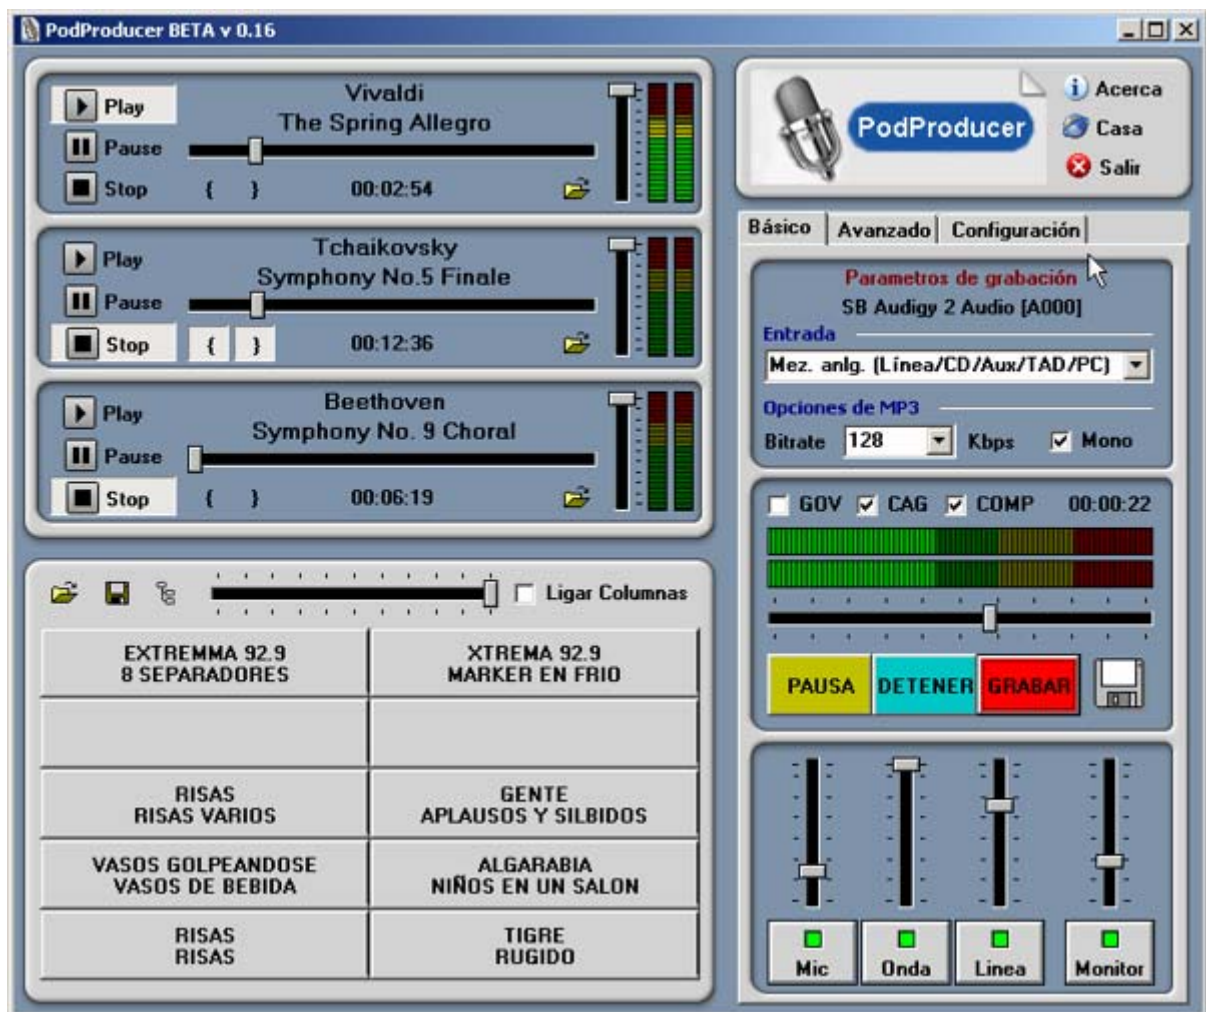 PodProducer BETA v 0.16
Play
Vivaldi
The Spring Allegro
Pause
Stop
{ }
00:02:54
Play
Tchaikovsky
Symphony No.5 Finale
Pause
Stop
{ }
00:12:36
Play
Beethoven
Symphony No. 9 Choral
Pause
Stop
{ }
00:06:19
Ligar Columnas
EXTREMMA 92.9
8 SEPARADORES
XTREMA 92.9
MARKER EN FRIO
RISAS
RISAS VARIOS
GENTE
APLAUSOS Y SILBIDOS
VASOS GOLPEANDOSE
VASOS DE BEBIDA
ALGARABIA
NIÑOS EN UN SALON
RISAS
RISAS
TIGRE
RUGIDO
PodProducer
Acerca
Casa
Salir
Básico Avanzado Configuración
Parametros de grabación
SB Audigy 2 Audio [A000]
Entrada
Mez. anlg. (Línea/CD/Aux/TAD/PC)
Opciones de MP3
Bitrate 128 Kbps Mono
GOV CAG COMP 00:00:22
PAUSA DETENER GRABAR
Mic Onda Linea Monitor